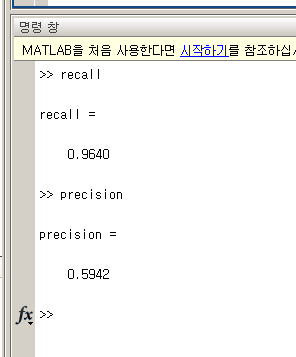 명령 창
MATLAB을 처음 사용한다면 시작하기를 참조하십시
>> recall
recall =
0.9640
>> precision
precision =
0.5942
fx >>